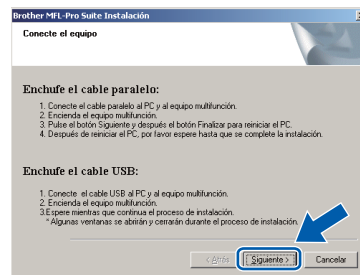 Brother MFL-Pro Suite Instalación
Conecte el equipo
Enchufe el cable paralelo:
1. Conecte el cable paralelo al PC y al equipo multifunción.
2. Encienda el equipo multifunción.
3. Pulse el botón Siguiente y después el botón Finalizar para reiniciar el PC.
4. Después de reiniciar el PC, por favor espere hasta que se complete la instalación.
Enchufe el cable USB:
1. Conecte el cable USB al PC y al equipo multifunción.
2. Encienda el equipo multifunción.
3.Espere mientras que continua el proceso de instalación.
* Algunas ventanas se abrirán y cerrarán durante el proceso de instalación.
< Atrás Siguiente > Cancelar